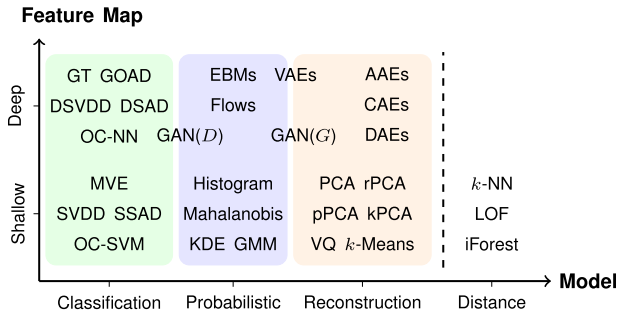 Feature Map
Deep
GT GOAD EBMs VAEs AAEs
DSVDD DSAD Flows CAEs
OC-NN GAN(D) GAN(G) DAEs
Shallow
MVE Histogram PCA rPCA k-NN
SVDD SSAD Mahalanobis pPCA kPCA LOF
OC-SVM KDE GMM VQ k-Means iForest
Model
Classification Probabilistic Reconstruction Distance